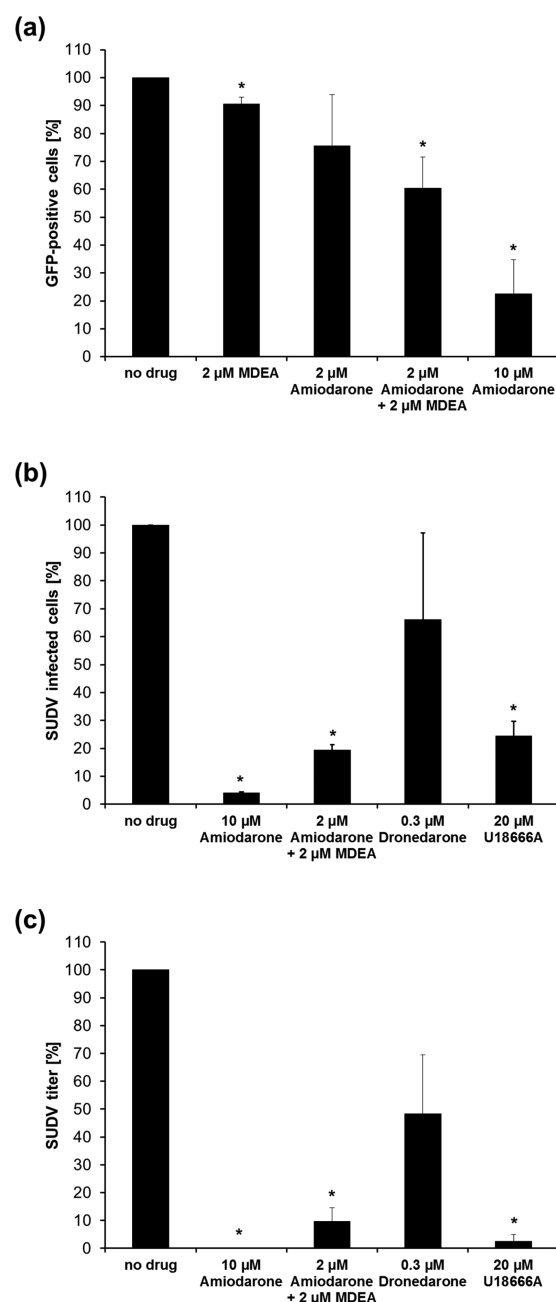 (a)
GFP-positive cells [%]
110
100
90
80
70
60
50
40
30
20
10
0
*
*
*
no drug
2 µM MDEA
2 µM
Amiodarone
2 µM
Amiodarone
+ 2 µM MDEA
10 µM
Amiodarone
(b)
SUDV infected cells [%]
110
100
90
80
70
60
50
40
30
20
10
0
*
*
*
no drug
10 µM
Amiodarone
2 µM
Amiodarone
+ 2 µM MDEA
0.3 µM
Dronedarone
20 µM
U18666A
(c)
SUDV titer [%]
110
100
90
80
70
60
50
40
30
20
10
0
*
*
*
no drug
10 µM
Amiodarone
2 µM
Amiodarone
+ 2 µM MDEA
0.3 µM
Dronedarone
20 µM
U18666A